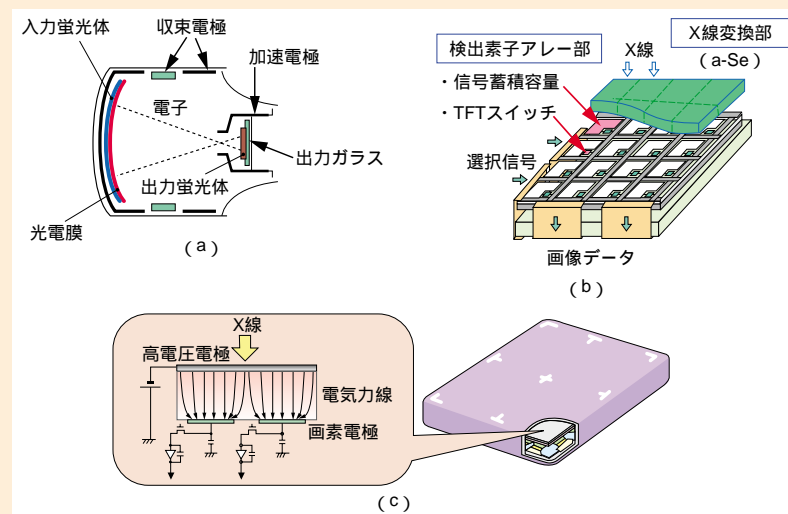 入力蛍光体
収束電極
加速電極
電子
出力ガラス
出力蛍光体
光電膜
(a)
検出素子アレー部
X線
X線変換部
(a-Se)
・信号蓄積容量
・TFTスイッチ
選択信号
画像データ
(b)
X線
高電圧電極
電気力線
画素電極
(c)